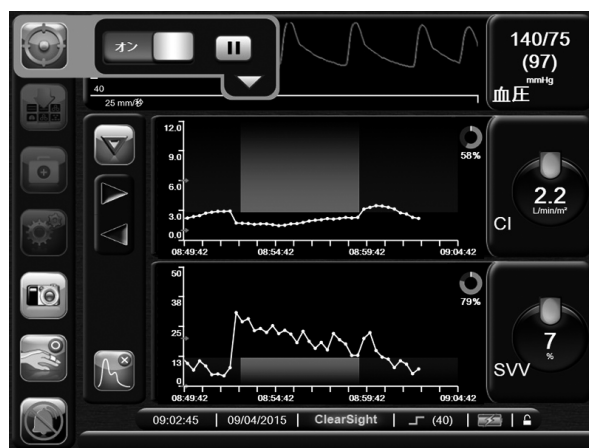 オン
40
25 mm/秒
140/75
(97)
mmHg
血圧
12.0
9.0
6.0
3.0
0.0
08:49:42 08:54:42 08:59:42 09:04:42
58%
2.2
L/min/m²
CI
50
38
25
13
0
08:49:42 08:54:42 08:59:42 09:04:42
79%
7
%
SVV
09:02:45 09/04/2015 ClearSight (40)